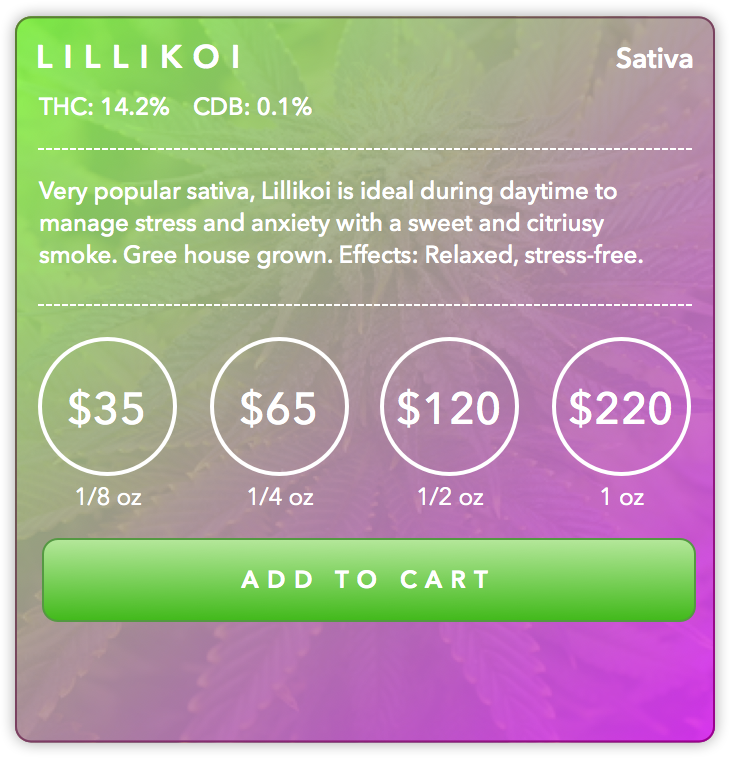 LILLIKOI Sativa
THC: 14.2% CDB: 0.1%
Very popular sativa, Lillikoi is ideal during daytime to
manage stress and anxiety with a sweet and citriusy
smoke. Gree house grown. Effects: Relaxed, stress-free.
$35 $65 $120 $220
1/8 oz 1/4 oz 1/2 oz 1 oz
ADD TO CART